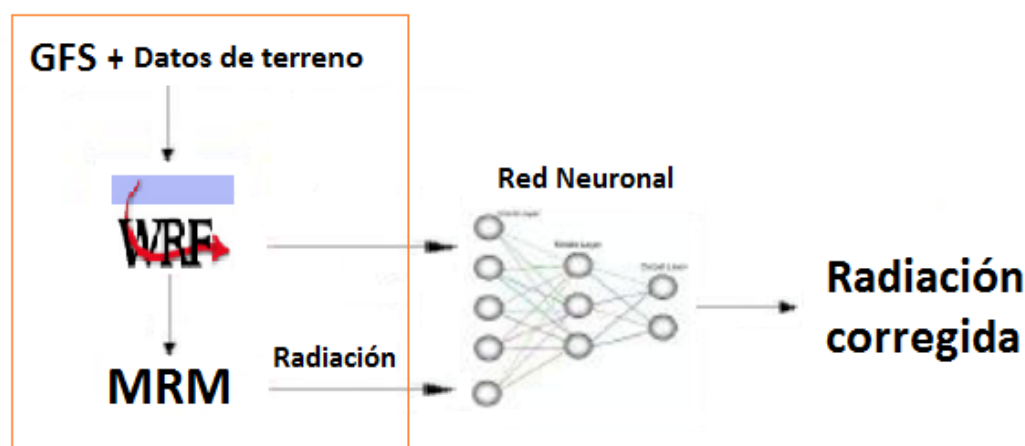 GFS + Datos de terreno
WRF
Red Neuronal
Radiación
MRM
Radiación
corregida